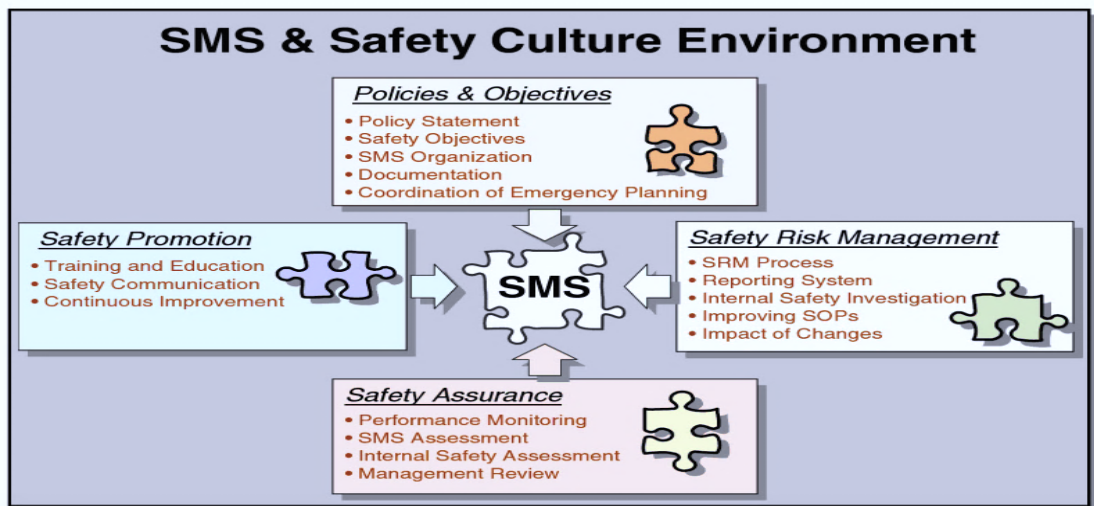 SMS & Safety Culture Environment
Policies & Objectives
• Policy Statement
• Safety Objectives
• SMS Organization
• Documentation
• Coordination of Emergency Planning
Safety Promotion
• Training and Education
• Safety Communication
• Continuous Improvement
SMS
Safety Risk Management
• SRM Process
• Reporting System
• Internal Safety Investigation
• Improving SOPs
• Impact of Changes
Safety Assurance
• Performance Monitoring
• SMS Assessment
• Internal Safety Assessment
• Management Review